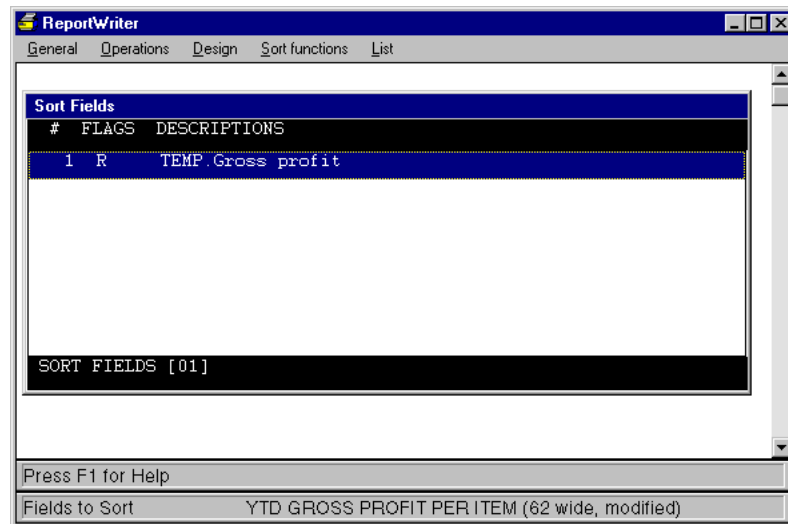 ReportWriter
General Operations Design Sort functions List
Sort Fields
# FLAGS DESCRIPTIONS
1 R TEMP.Gross profit
SORT FIELDS [01]
Press F1 for Help
Fields to Sort YTD GROSS PROFIT PER ITEM (62 wide, modified)